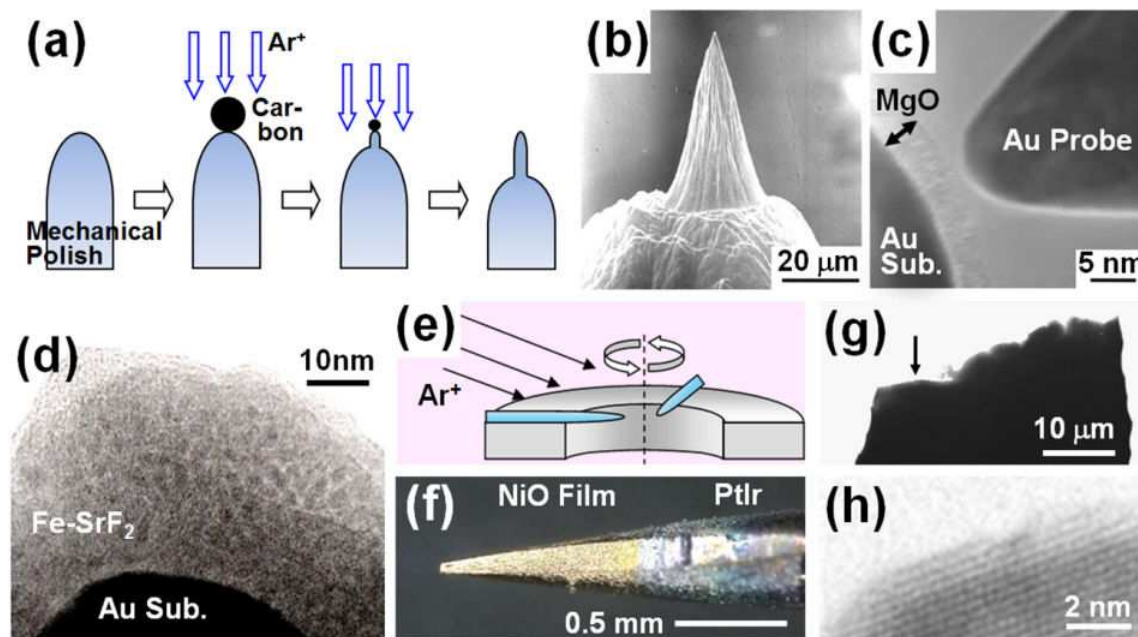 (a)
Ar+
Car-
bon
Mechanical
Polish
(b)
20 μm
(c)
MgO
Au Probe
Au
Sub.
5 nm
(d)
10nm
Fe-SrF₂
Au Sub.
(e)
Ar+
(f)
NiO Film
PtIr
0.5 mm
(g)
10 μm
(h)
2 nm